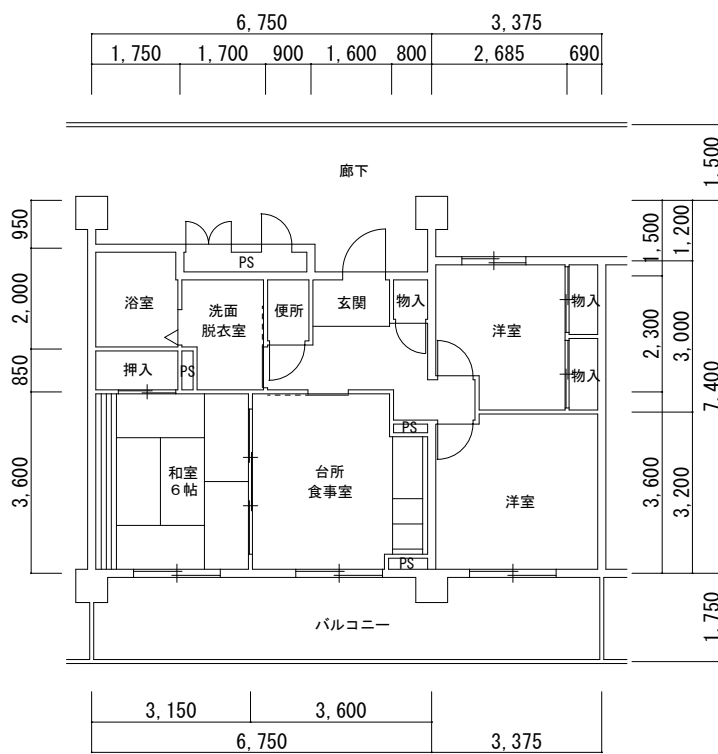 6,750
3,375
1,750
1,700
900
1,600
800
2,685
690
廊下
1,500
950
1,500
1,200
PS
浴室
洗面
脱衣室
便所
玄関
物入
洋室
物入
2,000
2,300
3,000
7,400
押入
PS
物入
850
PS
和室
6帖
台所
食事室
洋室
3,600
3,600
3,200
PS
バルコニー
1,750
3,150
3,600
6,750
3,375